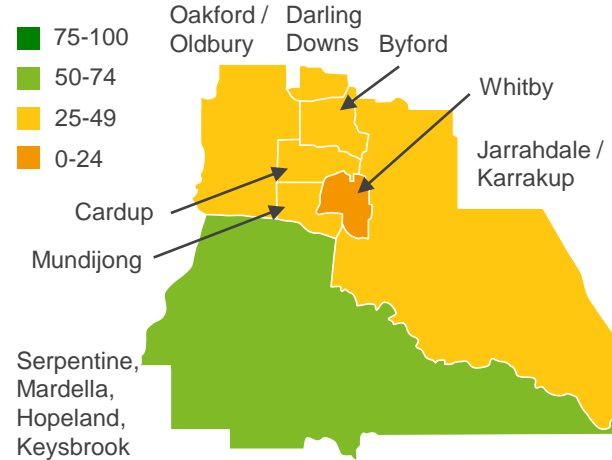 75-100
50-74
25-49
0-24
Oakford /
Oldbury
Darling
Downs
Byford
Whitby
Jarrahdale /
Karrakup
Cardup
Mundijong
Serpentine,
Mardella,
Hopeland,
Keysbrook